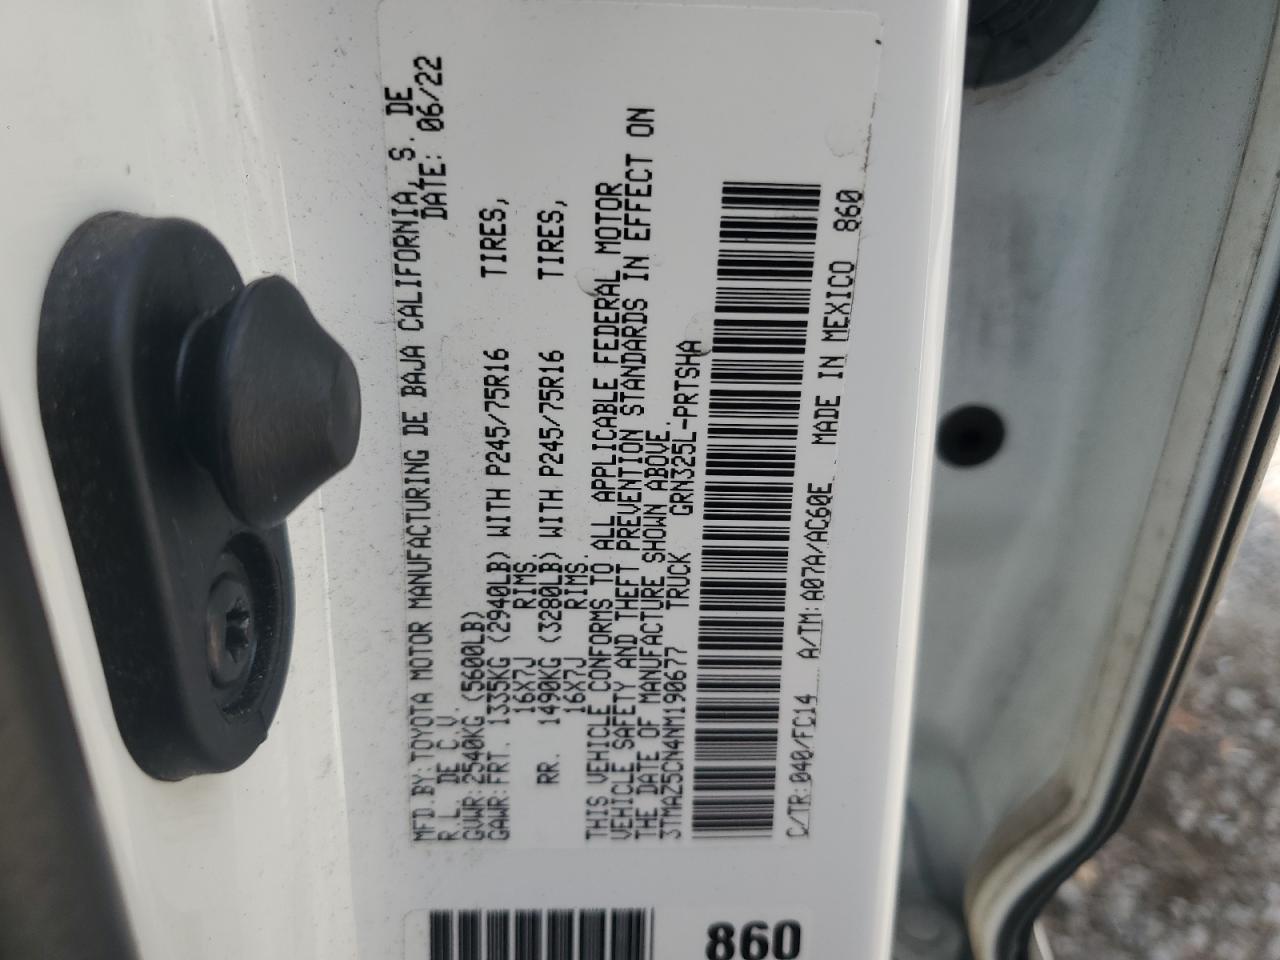 MFD.BY:TOYOTA MOTOR MANUFACTURING DE BAJA CALIFORNIA, S. DE
R.L. DE C.V. DATE: 06/22
GVWR:2540KG(5600LB)
GAWR:FRT. 1335KG (2940LB) WITH P245/75R16 TIRES,
16X7J RIMS.
RR. 1490KG (3280LB) WITH P245/75R16 TIRES,
16X7J RIMS.
THIS VEHICLE CONFORMS TO ALL APPLICABLE FEDERAL MOTOR
VEHICLE SAFETY AND THEFT PREVENTION STANDARDS IN EFFECT ON
THE DATE OF MANUFACTURE SHOWN ABOVE.
3TMAZ5CN4NM190677 TRUCK GRN325L-PRTSHA
C/TR:040/FC14 A/TM:A07A/AC60E MADE IN MEXICO 860
860